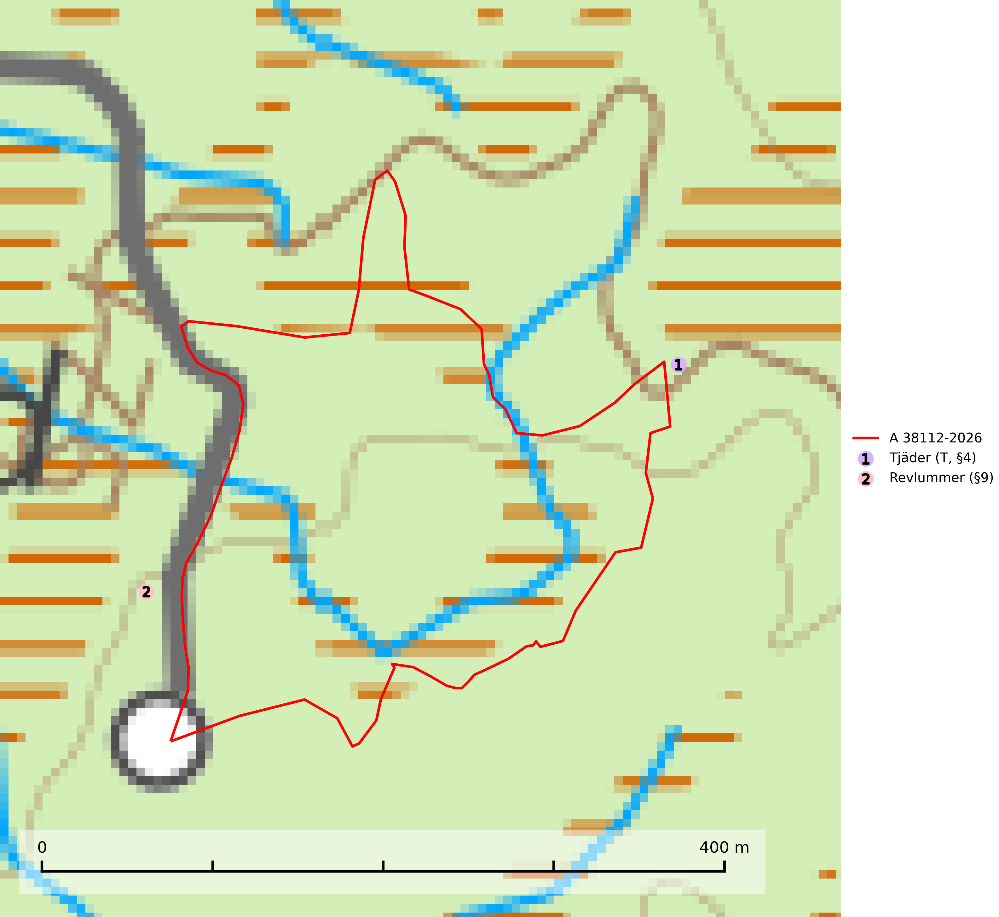 1
A 38112-2026
1 Tjäder (T, §4)
2 Revlummer (§9)
2
0 400 m